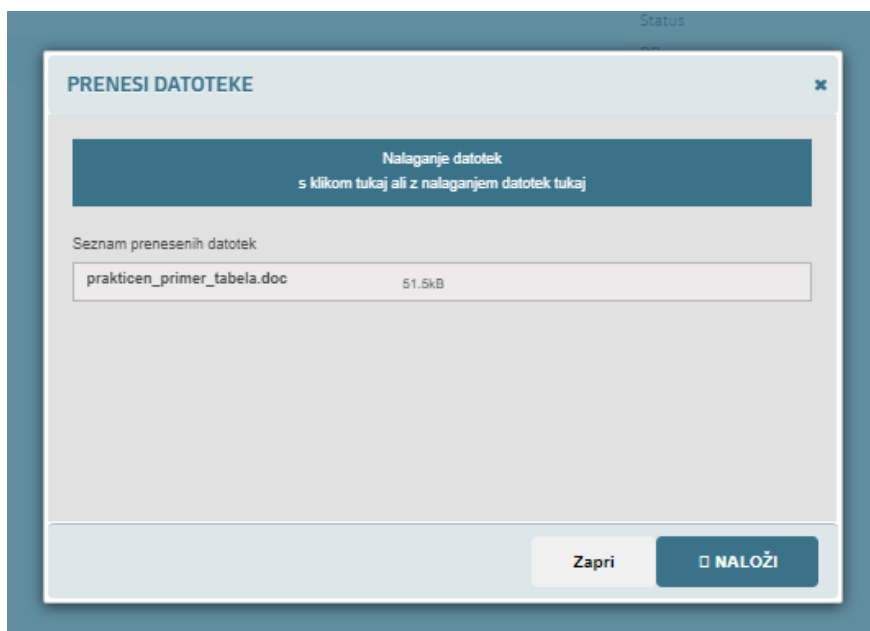 Status
PRENESI DATOTEKE
Nalaganje datotek
s klikom tukaj ali z nalaganjem datotek tukaj
Seznam prenesenih datotek
prakticen_primer_tabela.doc 51.5kB
Zapri NALOŽI